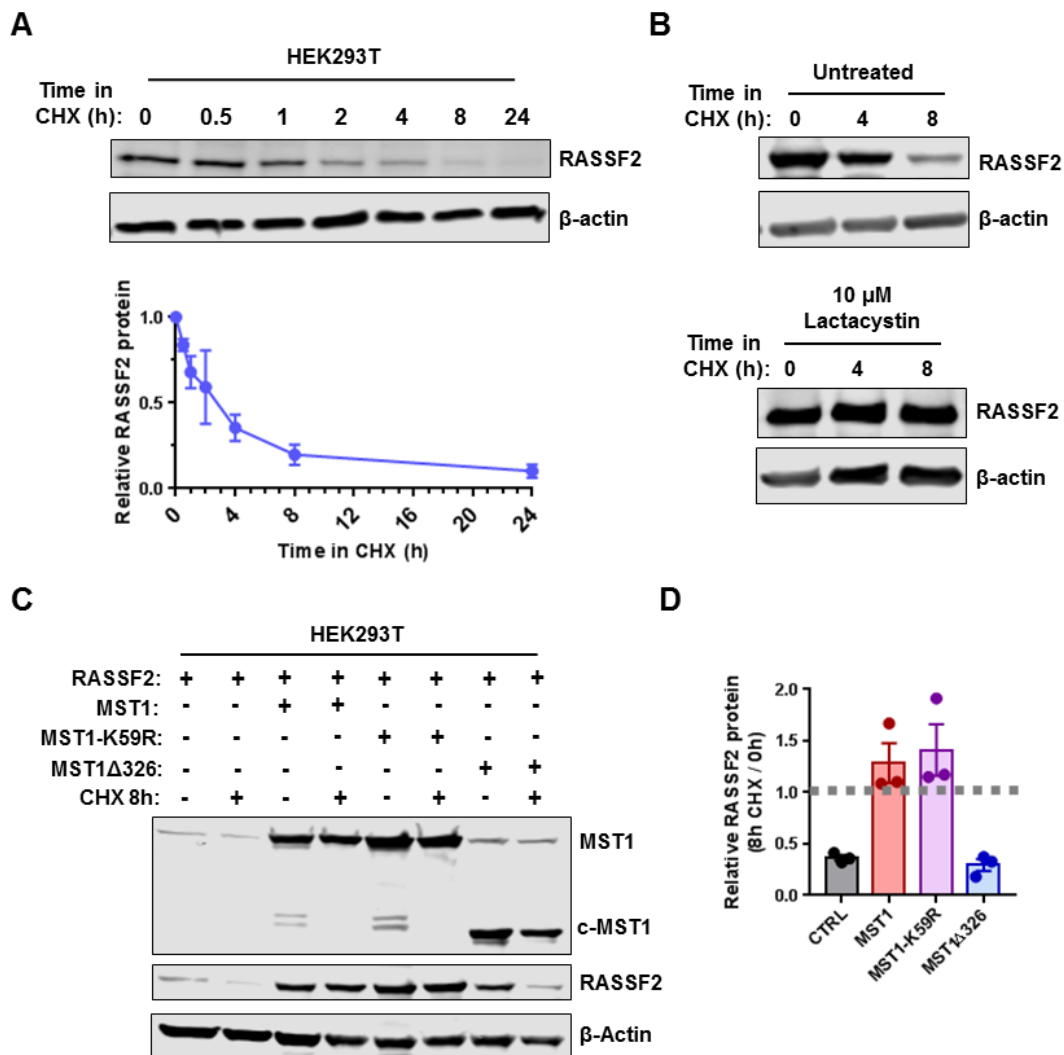 A
HEK293T
Time in
CHX (h): 0 0.5 1 2 4 8 24
RASSF2
β-actin
Relative RASSF2 protein
1.0
0.5
0.0
0 4 8 12 16 20 24
Time in CHX (h)
B
Untreated
Time in
CHX (h): 0 4 8
RASSF2
β-actin
10 µM
Lactacystin
Time in
CHX (h): 0 4 8
RASSF2
β-actin
C
HEK293T
RASSF2: + + + + + + + +
MST1: - - + + - - - -
MST1-K59R: - - - - + + - -
MST1Δ326: - - - - - - + +
CHX 8h: - + - + - + - +
MST1
c-MST1
RASSF2
β-Actin
D
Relative RASSF2 protein
(8h CHX / 0h)
2.0
1.5
1.0
0.5
0.0
CTRL
MST1
MST1-K59R
MST1Δ326